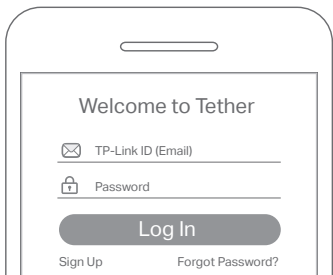 Welcome to Tether
TP-Link ID (Email)
Password
Log In
Sign Up Forgot Password?